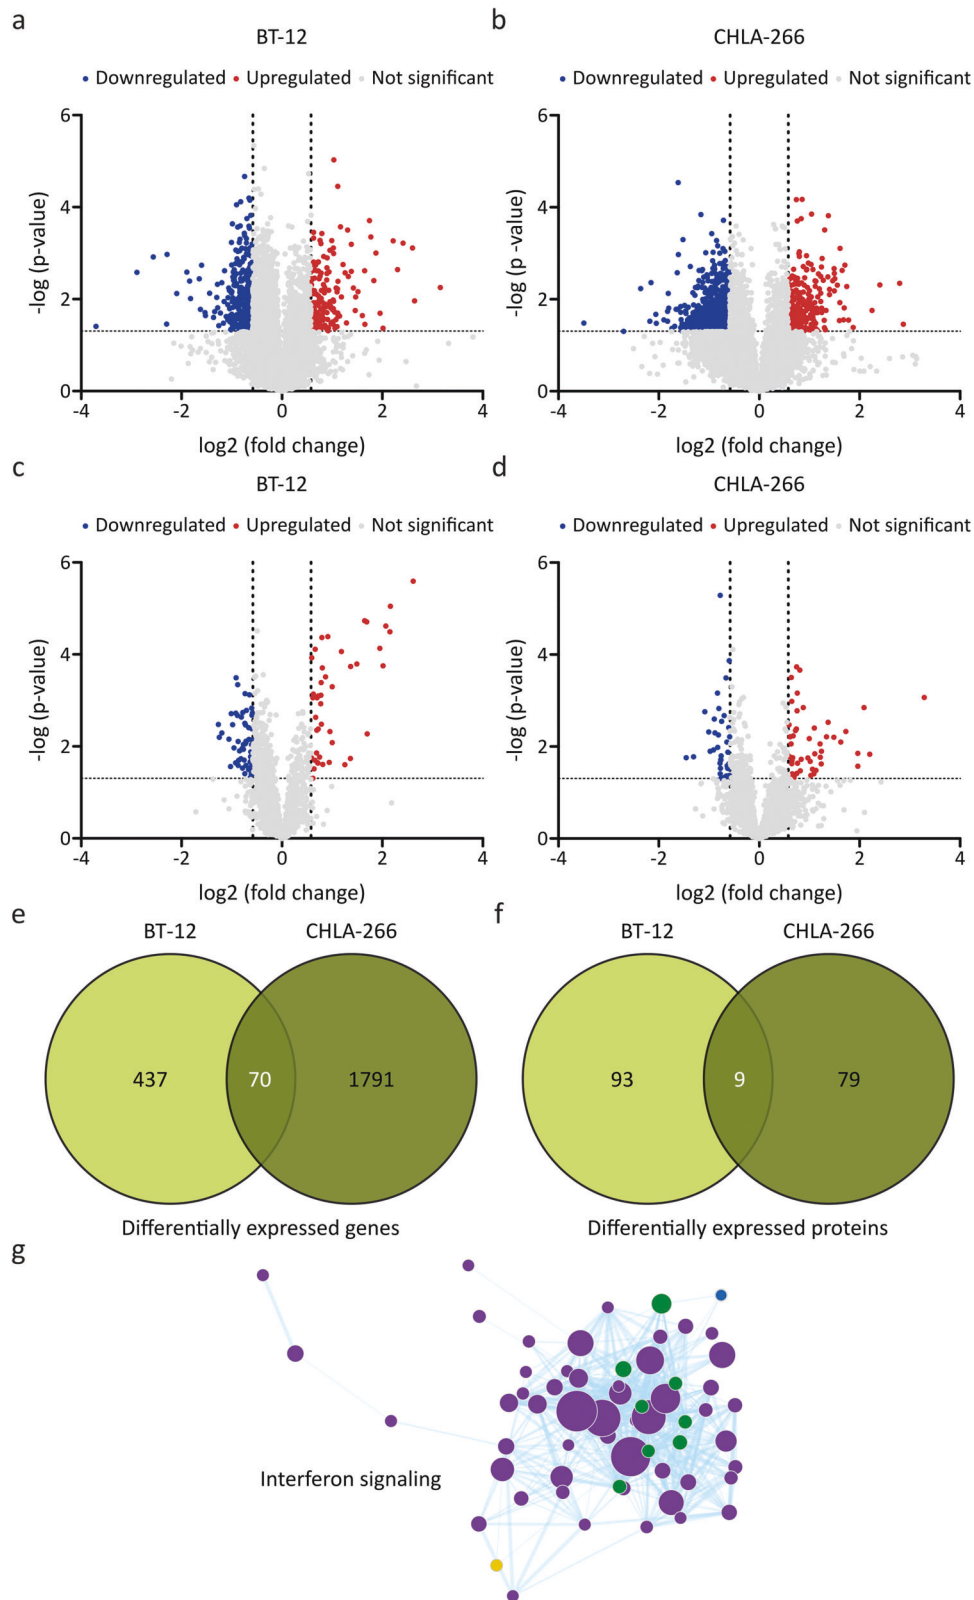 a
BT-12
Downregulated Upregulated Not significant
6
4
2
0
-log (p-value)
-4 -2 0 2 4
log2 (fold change)
b
CHLA-266
Downregulated Upregulated Not significant
6
4
2
0
-log (p-value)
-4 -2 0 2 4
log2 (fold change)
c
BT-12
Downregulated Upregulated Not significant
6
4
2
0
-log (p-value)
-4 -2 0 2 4
log2 (fold change)
d
CHLA-266
Downregulated Upregulated Not significant
6
4
2
0
-log (p-value)
-4 -2 0 2 4
log2 (fold change)
e
BT-12 CHLA-266
437 70 1791
Differentially expressed genes
f
BT-12 CHLA-266
93 9 79
Differentially expressed proteins
g
Interferon signaling